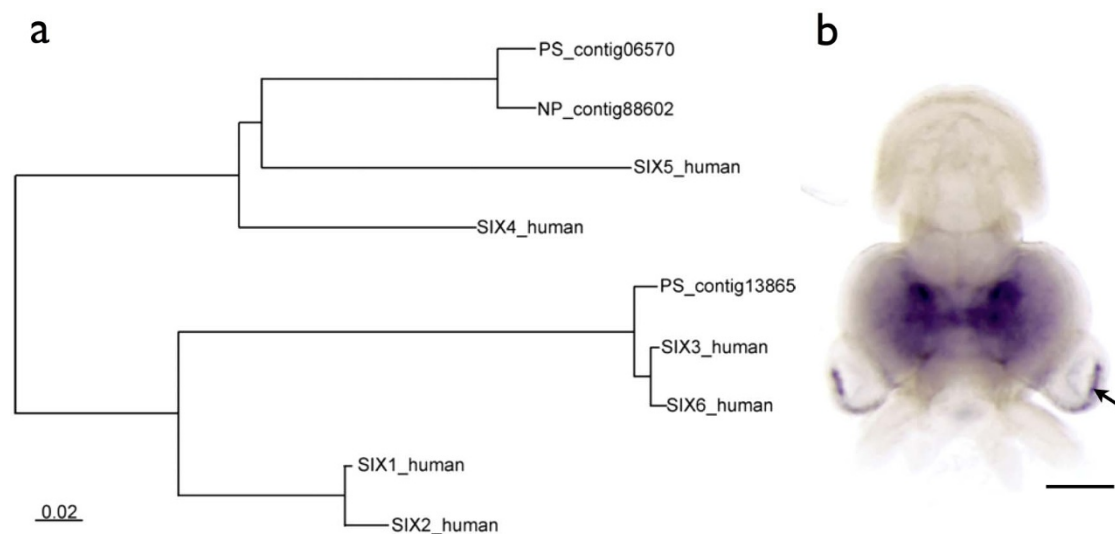 a
b
PS_contig06570
NP_contig88602
SIX5_human
SIX4_human
PS_contig13865
SIX3_human
SIX6_human
SIX1_human
SIX2_human
0.02